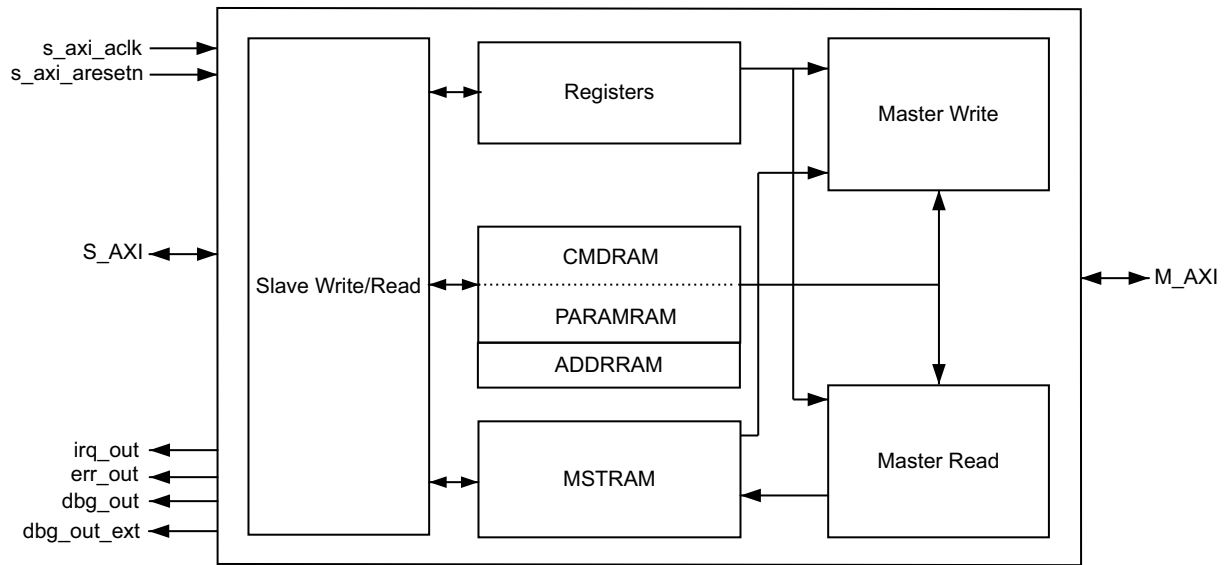 s_axi_aclk
s_axi_aresetn
S_AXI
irq_out
err_out
dbg_out
dbg_out_ext
Slave Write/Read
Registers
CMDRAM
PARAMRAM
ADDRRAM
MSTRAM
Master Write
Master Read
M_AXI